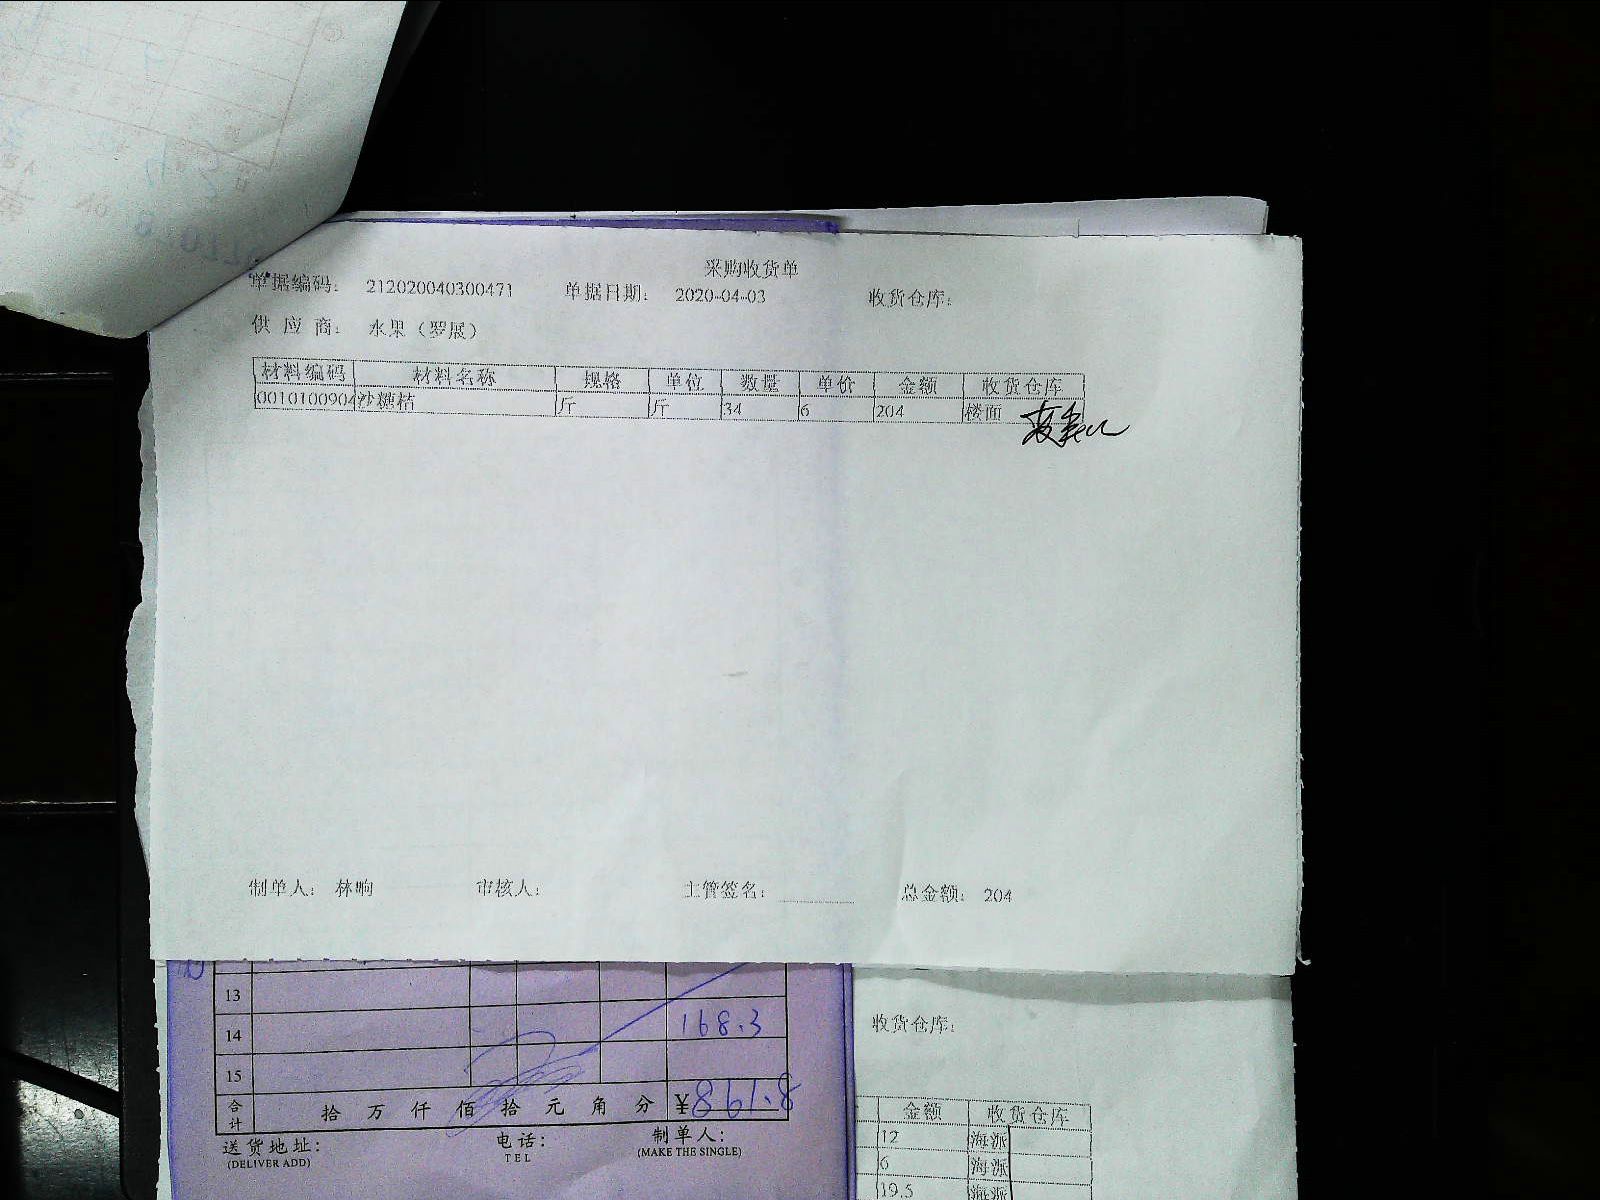 采购收货单
单据编码： 212020040300471 单据日期： 2020-04-03 收货仓库：
供 应 商： 水果（罗展）
材料编码 材料名称 规格 单位 数量 单价 金额 收货仓库
0010100904 沙糖桔 斤 斤 34 6 204 楼面
制单人： 林晌 审核人： 主管签名： 总金额： 204
13
14 168.3
15
合计 拾 万 仟 佰 拾 元 角 分 ¥861.8
送货地址： 电话： 制单人：
(DELIVER ADD) TEL (MAKE THE SINGLE)
收货仓库：
金额 收货仓库
12 海派
6 海派
19.5 海派